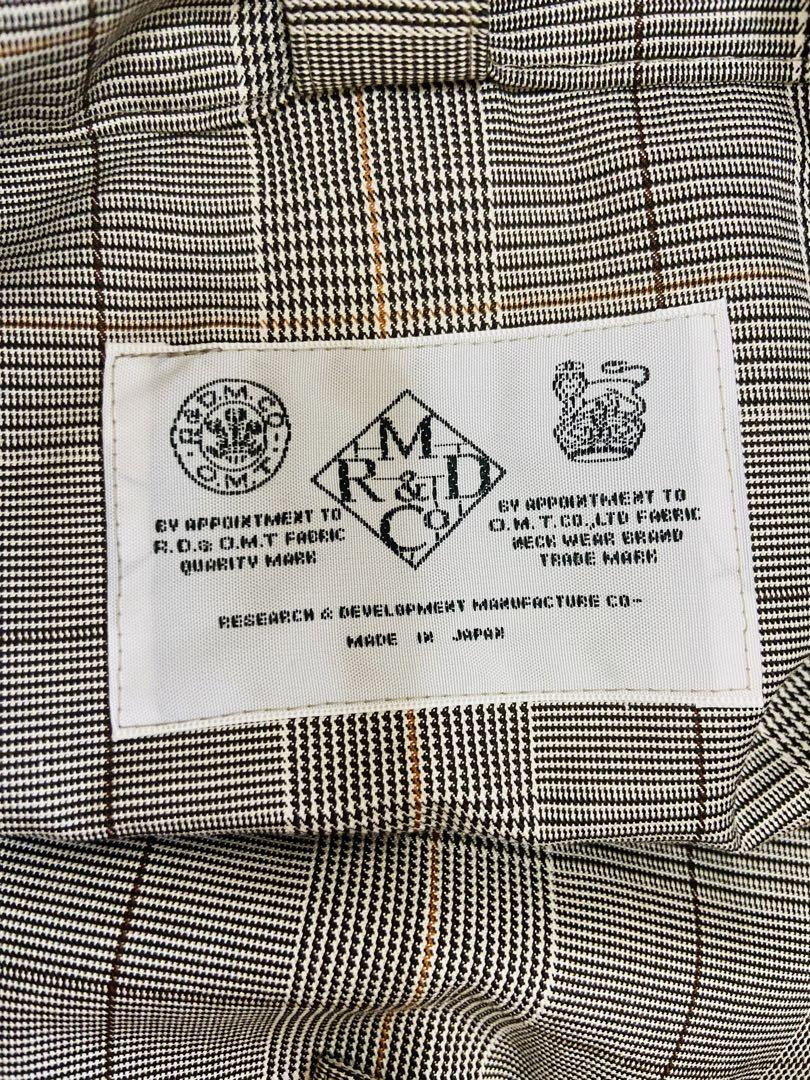 R&D.M.CO-
O.M.T.
M
R & D
Co
BY APPOINTMENT TO
R.D.& O.M.T FABRIC
QUARITY MARK
BY APPOINTMENT TO
O.M.T.CO.,LTD FABRIC
NECK WEAR BRAND
TRADE MARK
RESEARCH & DEVELOPMENT MANUFACTURE CO-
MADE IN JAPAN